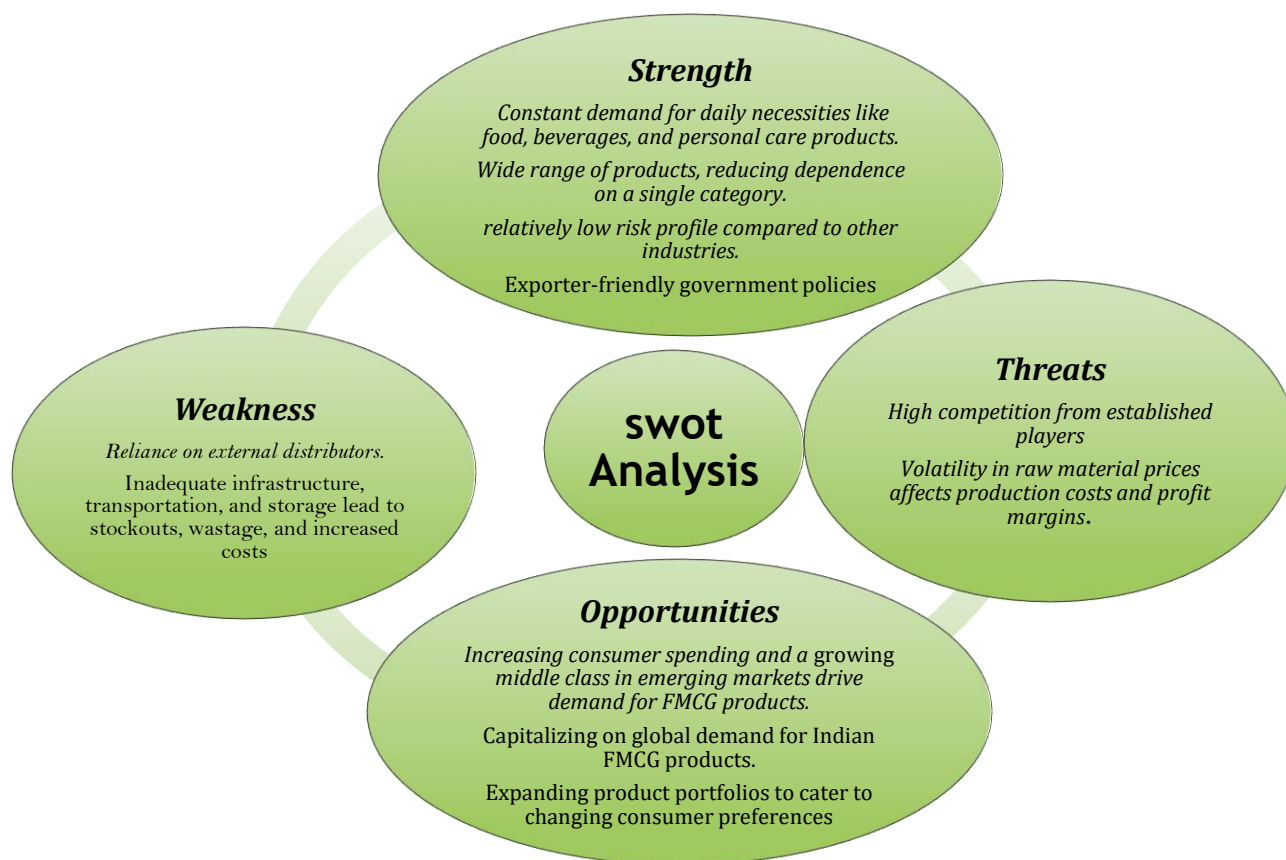 Strength
Constant demand for daily necessities like
food, beverages, and personal care products.
Wide range of products, reducing dependence
on a single category.
relatively low risk profile compared to other
industries.
Exporter-friendly government policies
Threats
High competition from established
players
Volatility in raw material prices
affects production costs and profit
margins.
swot
Analysis
Weakness
Reliance on external distributors.
Inadequate infrastructure,
transportation, and storage lead to
stockouts, wastage, and increased
costs
Opportunities
Increasing consumer spending and a growing
middle class in emerging markets drive
demand for FMCG products.
Capitalizing on global demand for Indian
FMCG products.
Expanding product portfolios to cater to
changing consumer preferences